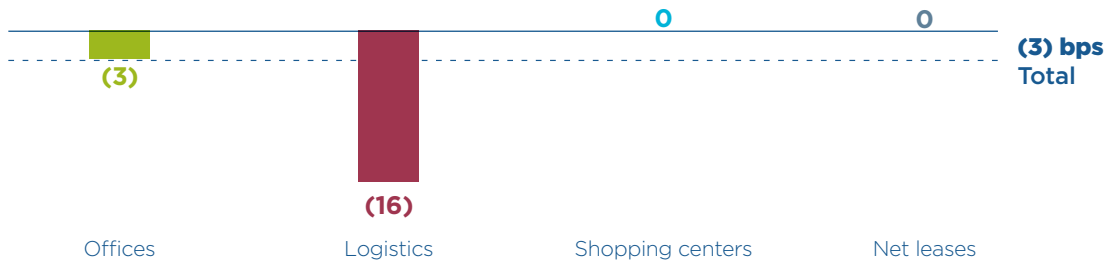 0
0
(3) bps
Total
(3)
(16)
Offices
Logistics
Shopping centers
Net leases